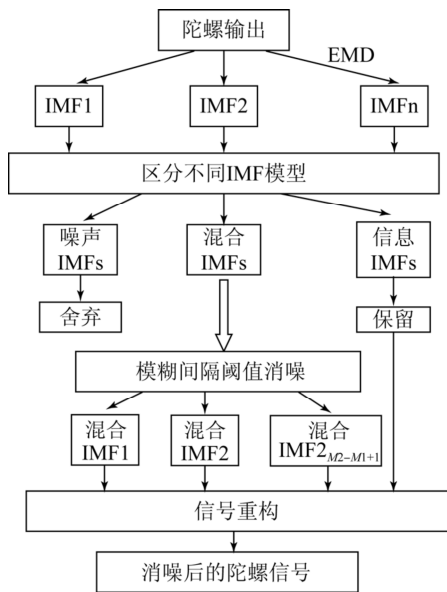 陀螺输出
EMD
IMF1 IMF2 IMFn
区分不同IMF模型
噪声 混合 信息
IMFs IMFs IMFs
舍弃 保留
模糊间隔阈值消噪
混合 混合 混合
IMF1 IMF2 IMF2M2−M1+1
信号重构
消噪后的陀螺信号